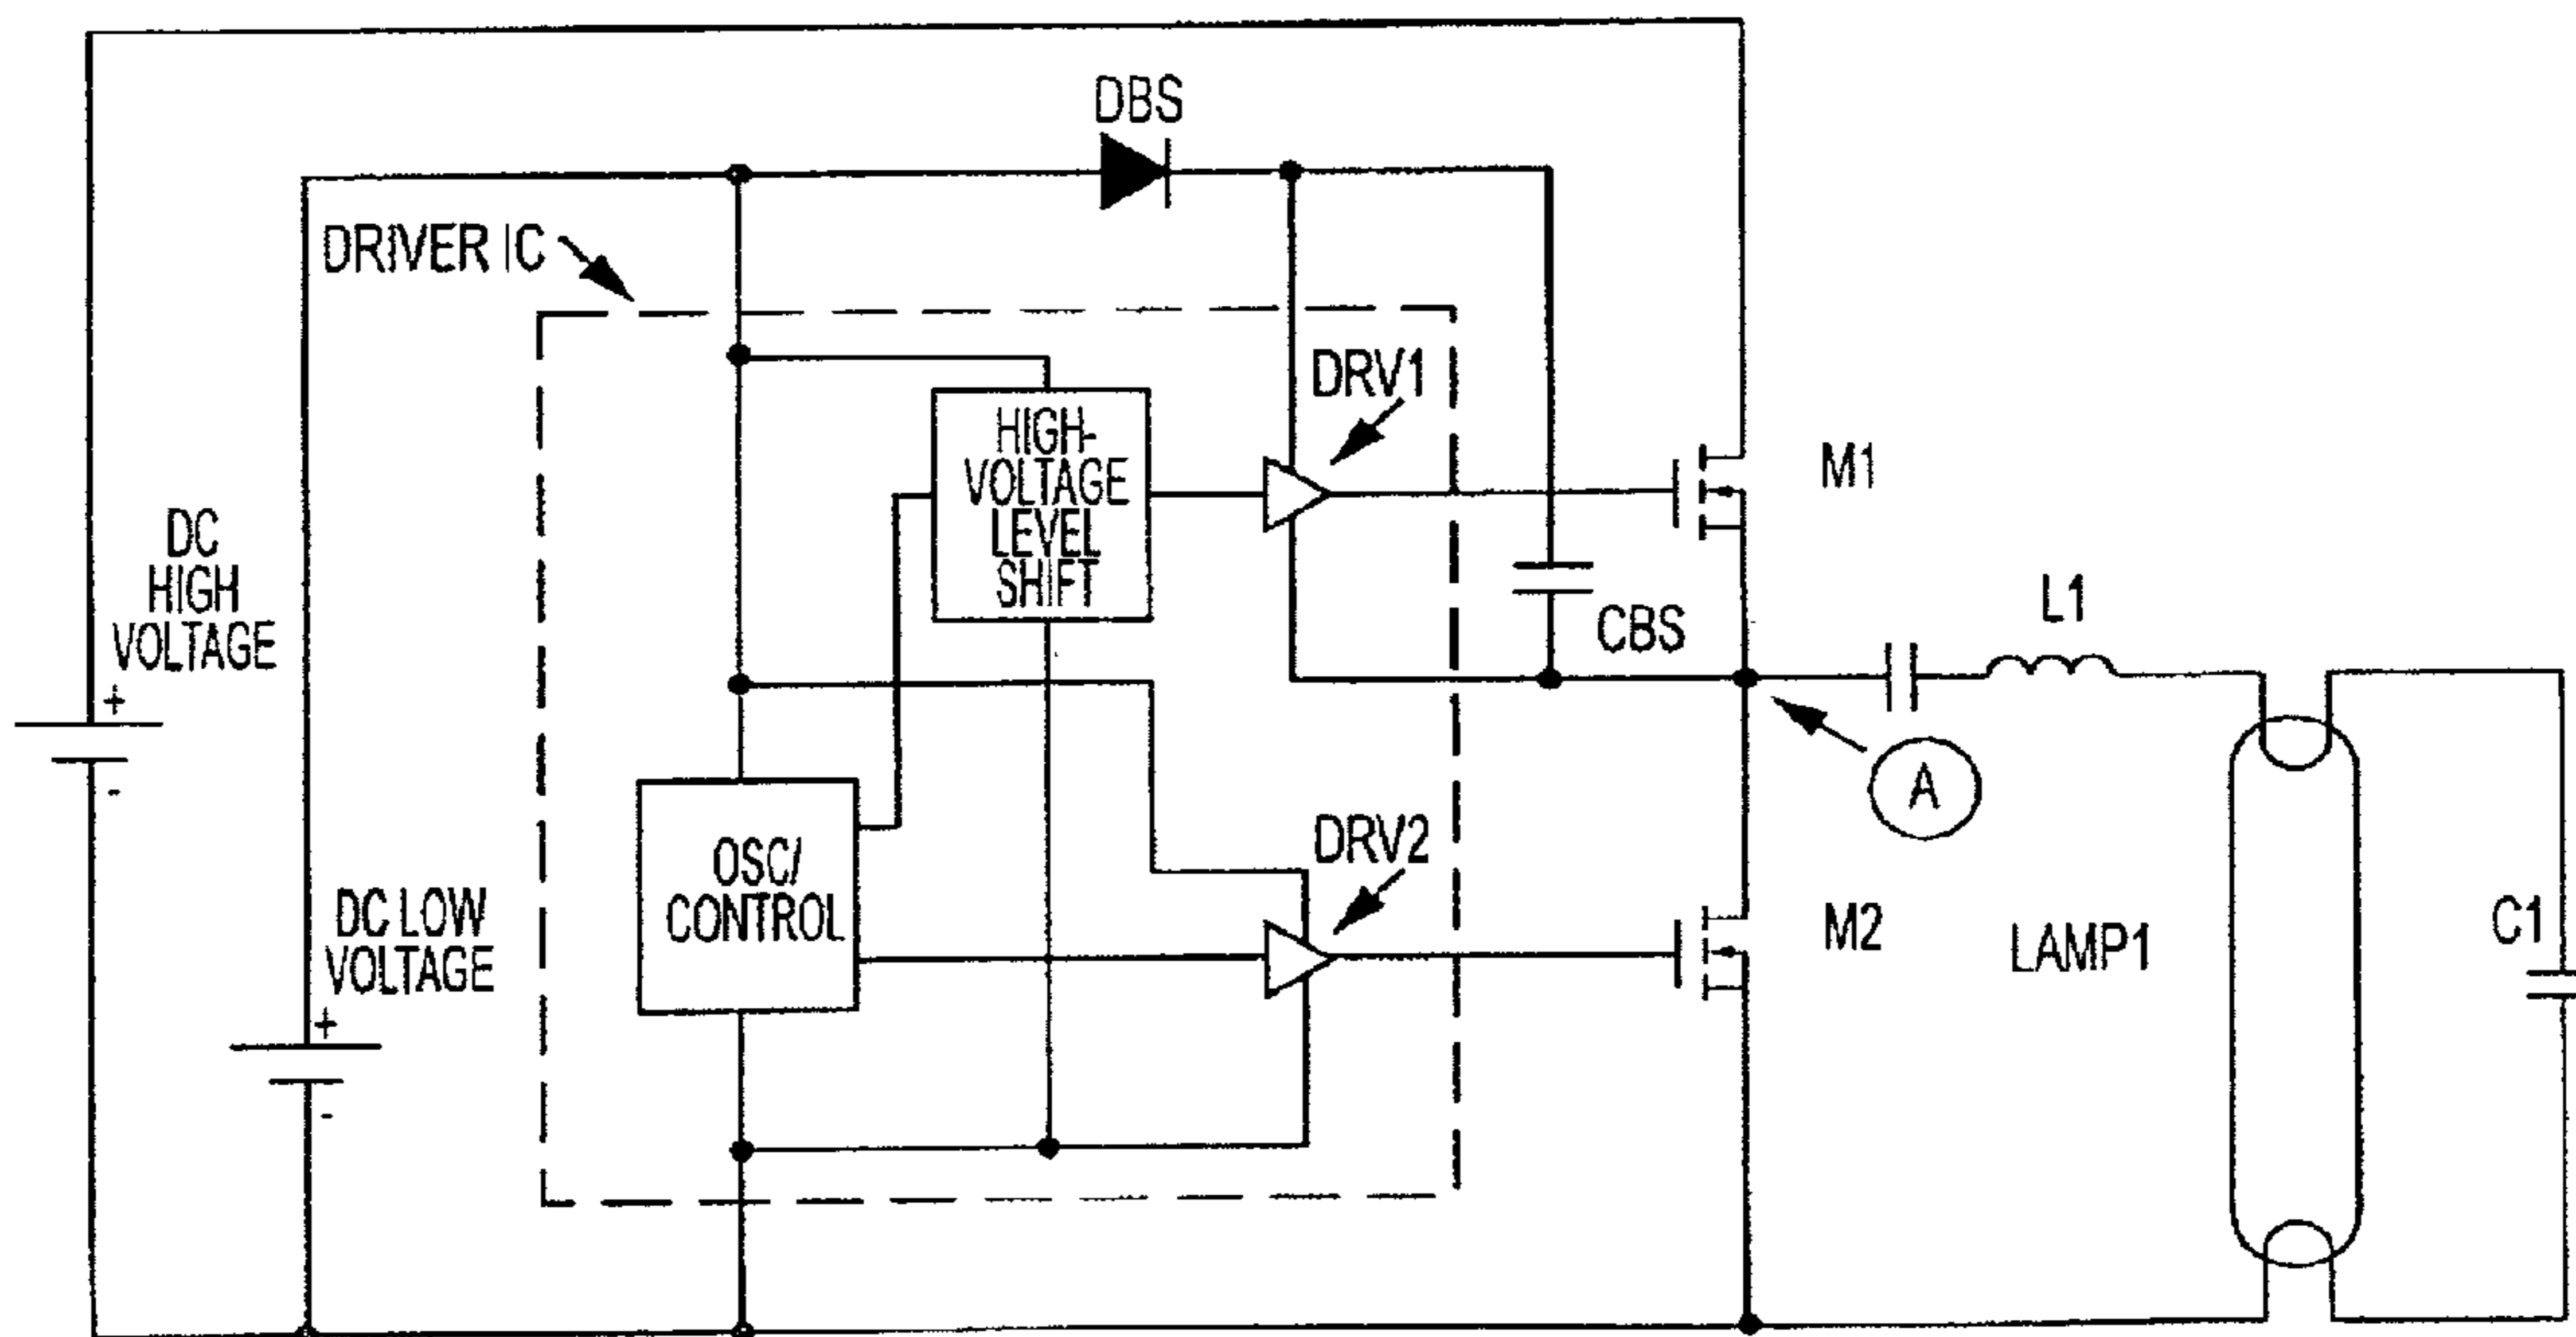 DBS
DRIVER IC
DRV1
HIGH-
VOLTAGE
LEVEL
SHIFT
M1
DC
HIGH
VOLTAGE
+
-
CBS
L1
A
DRV2
OSC/
CONTROL
M2
LAMP1
C1
DC LOW
VOLTAGE
+
-